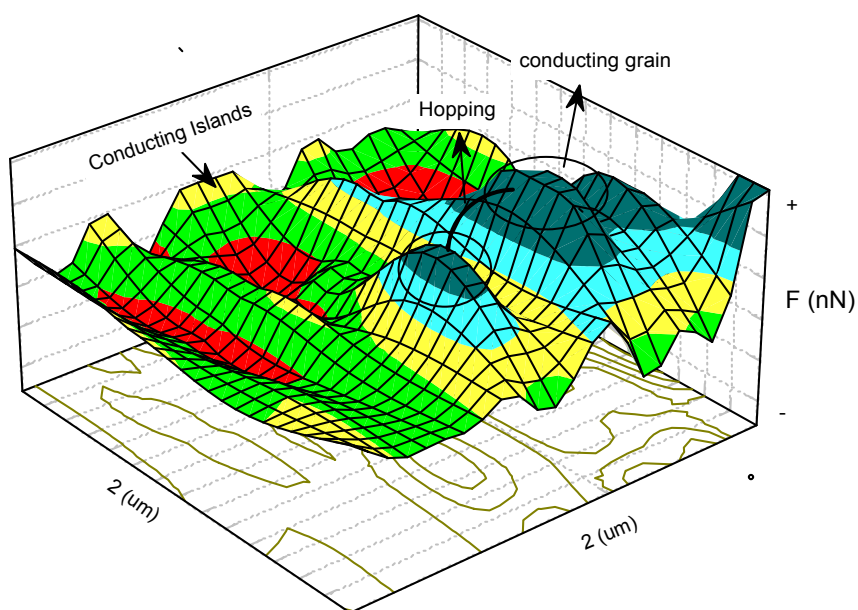 conducting grain
Hopping
Conducting Islands
+
F (nN)
-
2 (um)
2 (um)